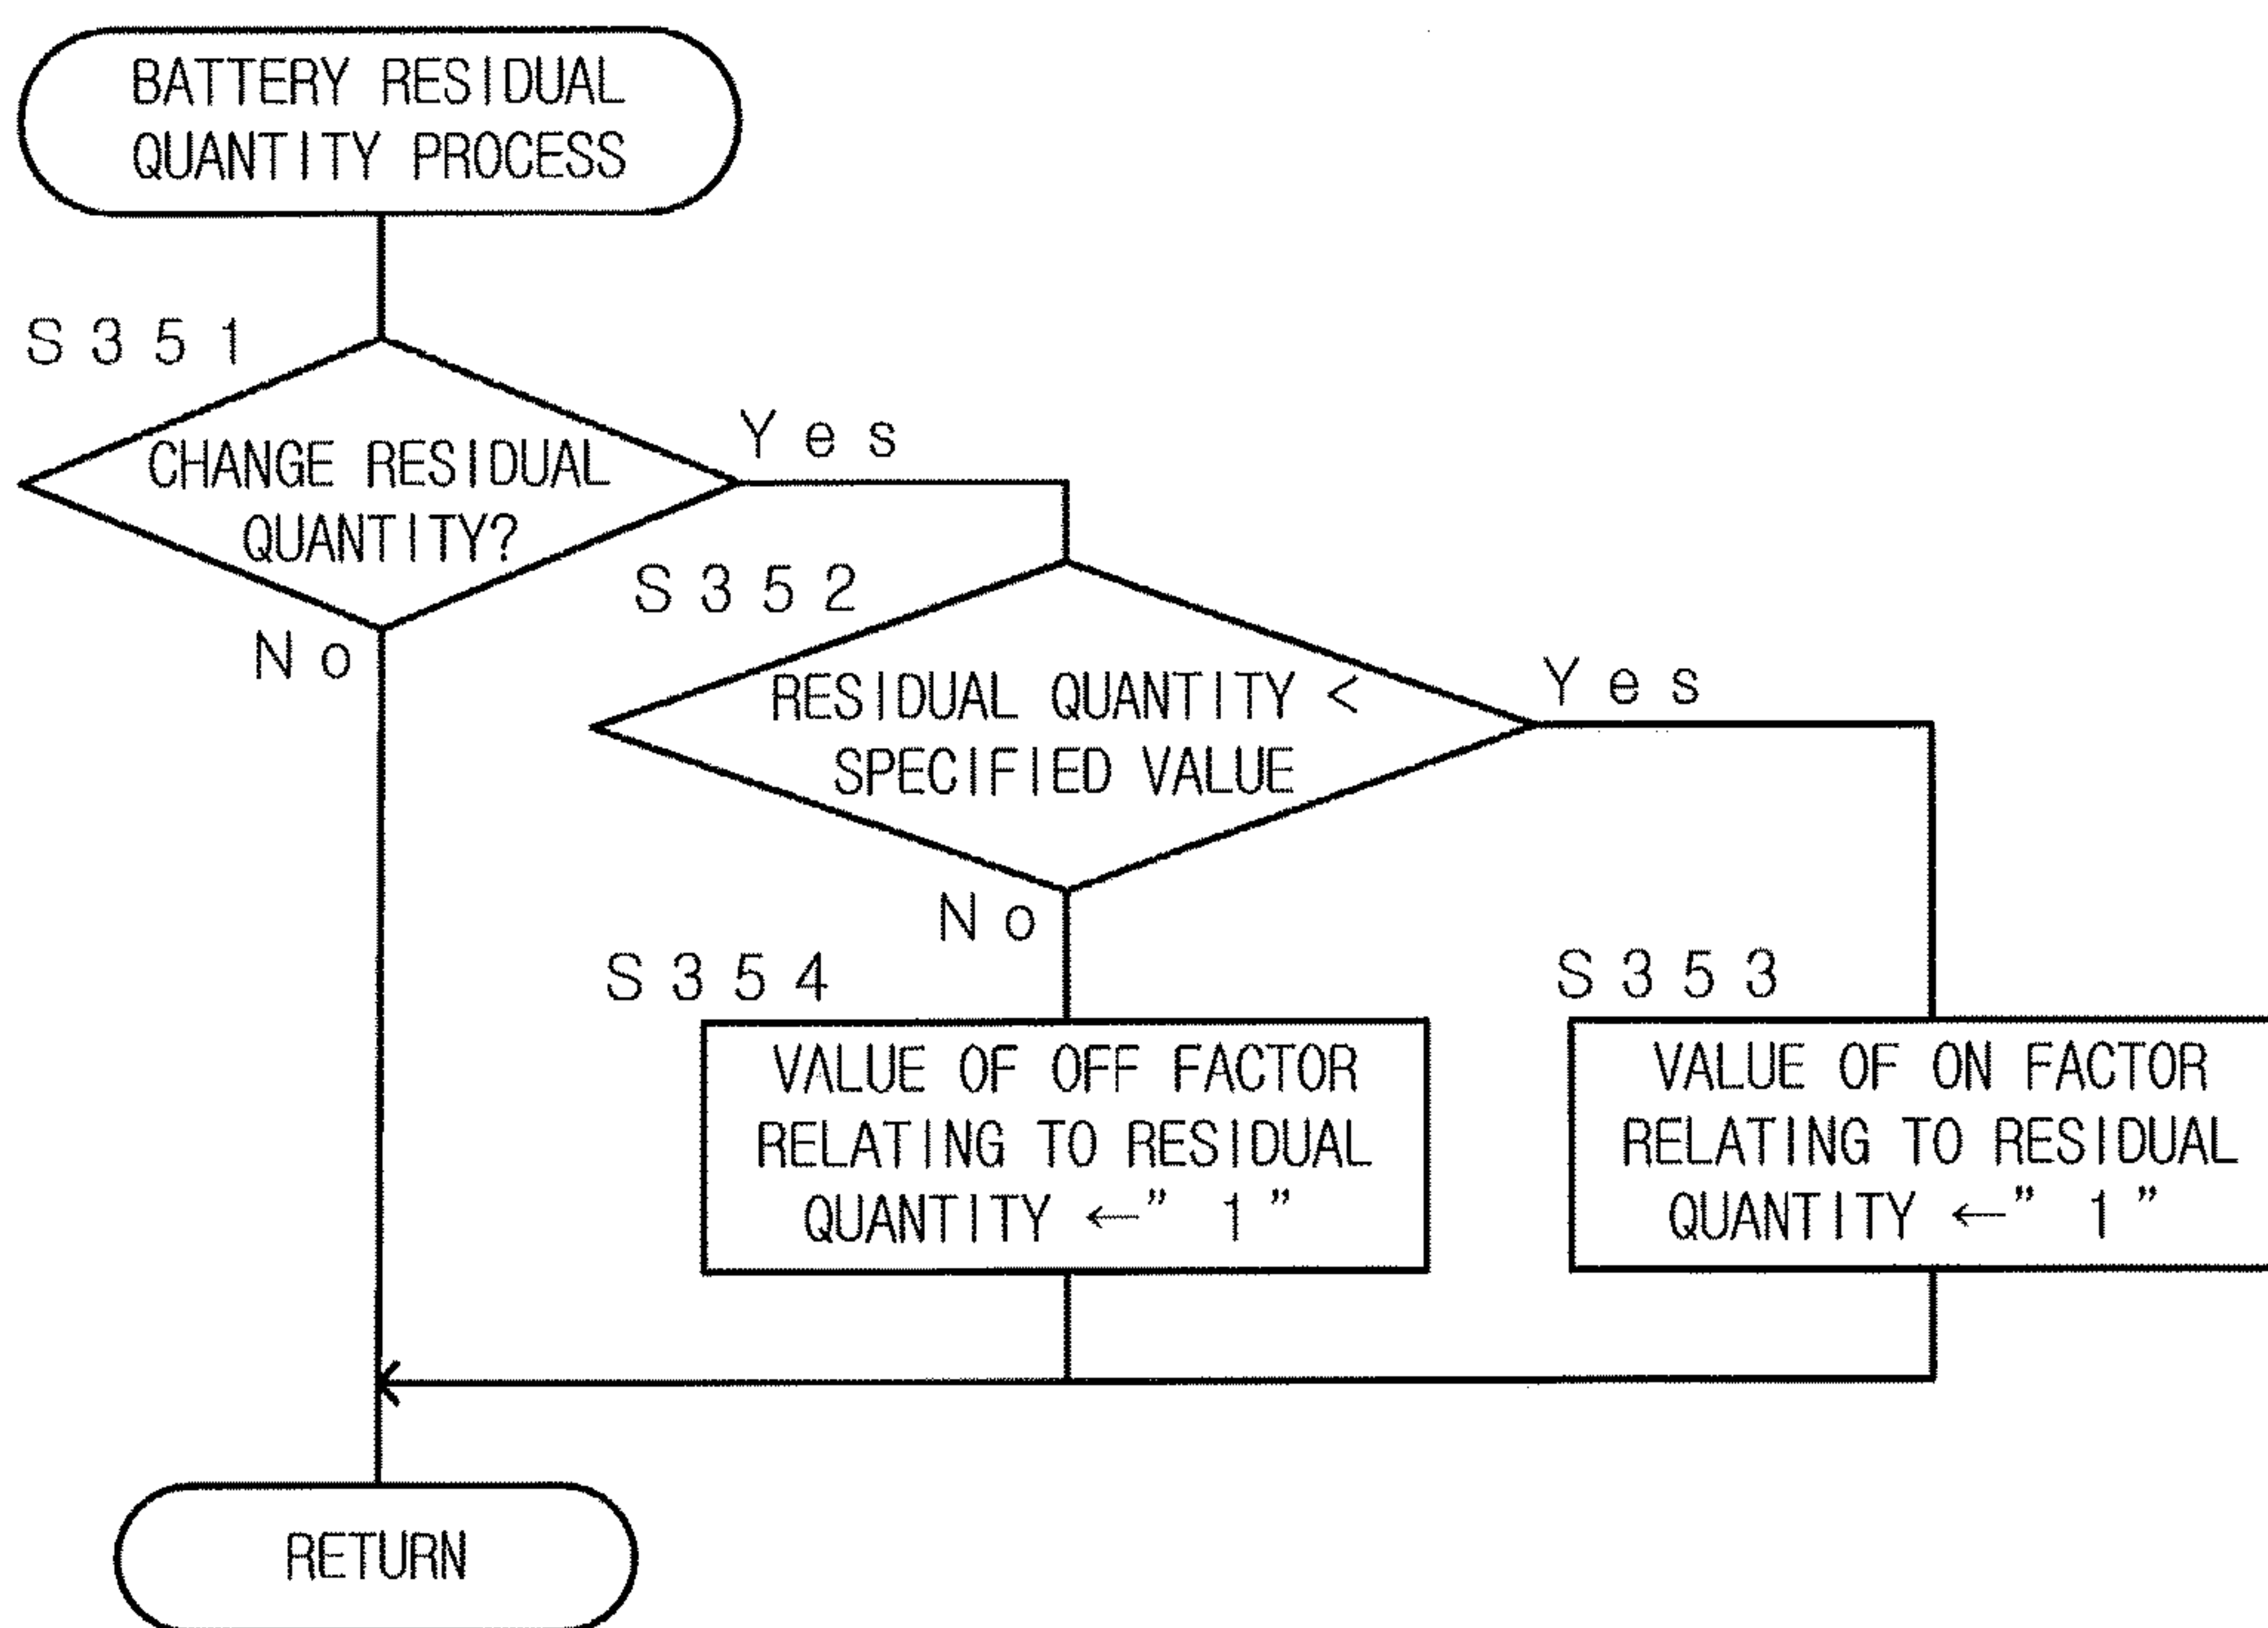 BATTERY RESIDUAL
QUANTITY PROCESS
S351
CHANGE RESIDUAL
QUANTITY?
Yes
No
S352
RESIDUAL QUANTITY <
SPECIFIED VALUE
Yes
No
S354
VALUE OF OFF FACTOR
RELATING TO RESIDUAL
QUANTITY ←” 1 ”
S353
VALUE OF ON FACTOR
RELATING TO RESIDUAL
QUANTITY ←” 1 ”
RETURN